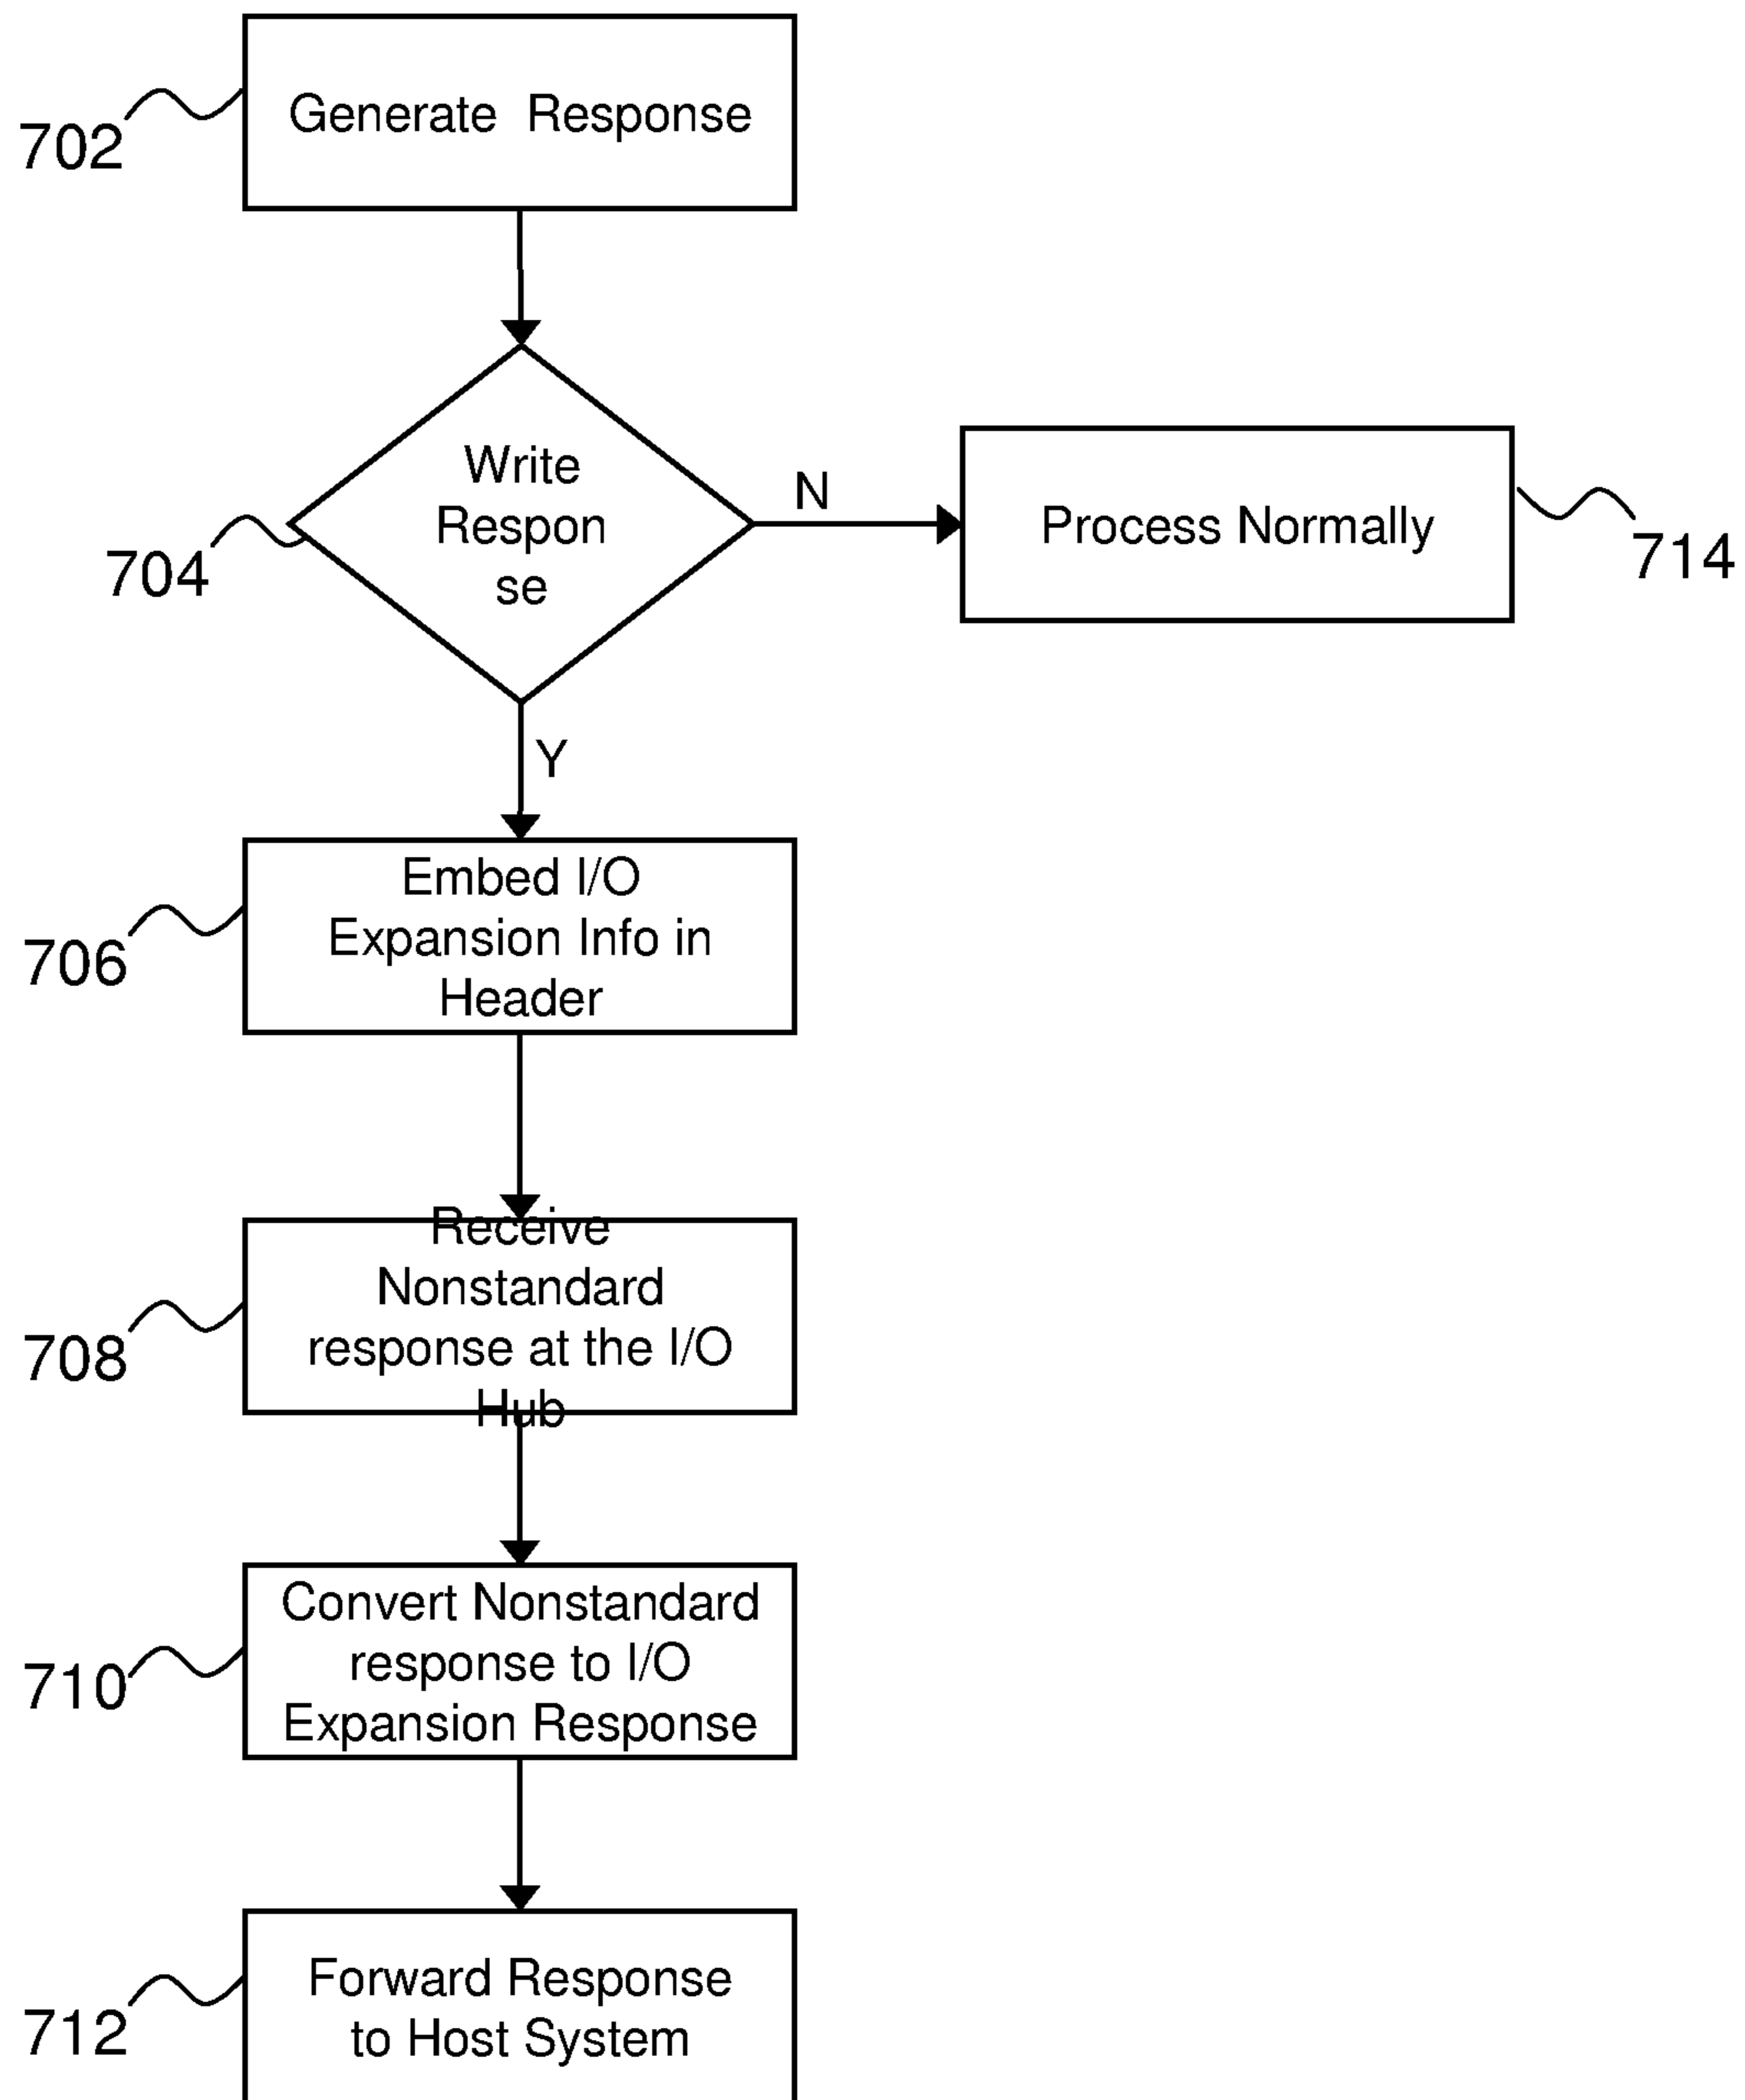 Generate Response
702
Write
Respon
se
704
N
Process Normally
714
Y
Embed I/O
Expansion Info in
Header
706
Receive
Nonstandard
response at the I/O
Hub
708
Convert Nonstandard
response to I/O
Expansion Response
710
Forward Response
to Host System
712